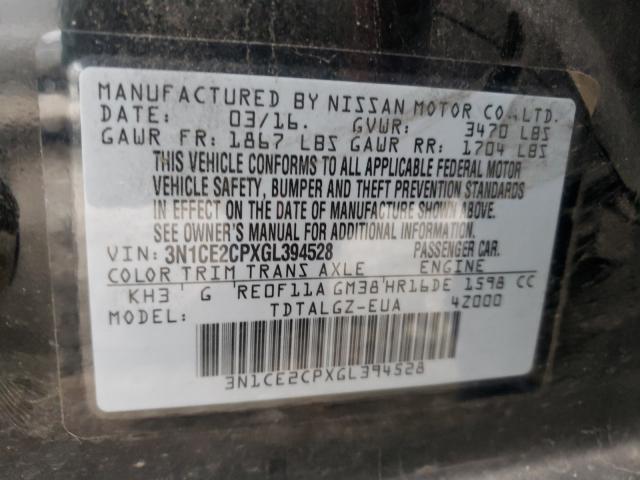 MANUFACTURED BY NISSAN MOTOR CO.,LTD.
DATE: 03/16. GVWR: 3470 LBS
GAWR FR: 1867 LBS GAWR RR: 1704 LBS
THIS VEHICLE CONFORMS TO ALL APPLICABLE FEDERAL MOTOR
VEHICLE SAFETY, BUMPER AND THEFT PREVENTION STANDARDS
IN EFFECT ON THE DATE OF MANUFACTURE SHOWN ABOVE.
SEE OWNER'S MANUAL FOR ADDITIONAL INFORMATION.
VIN: 3N1CE2CPXGL394528 PASSENGER CAR.
COLOR TRIM TRANS AXLE ENGINE
KH3 G RE0F11A GM38 HR16DE 1598 CC
MODEL: TDTALGZ-EUA 4Z000
3N1CE2CPXGL394528